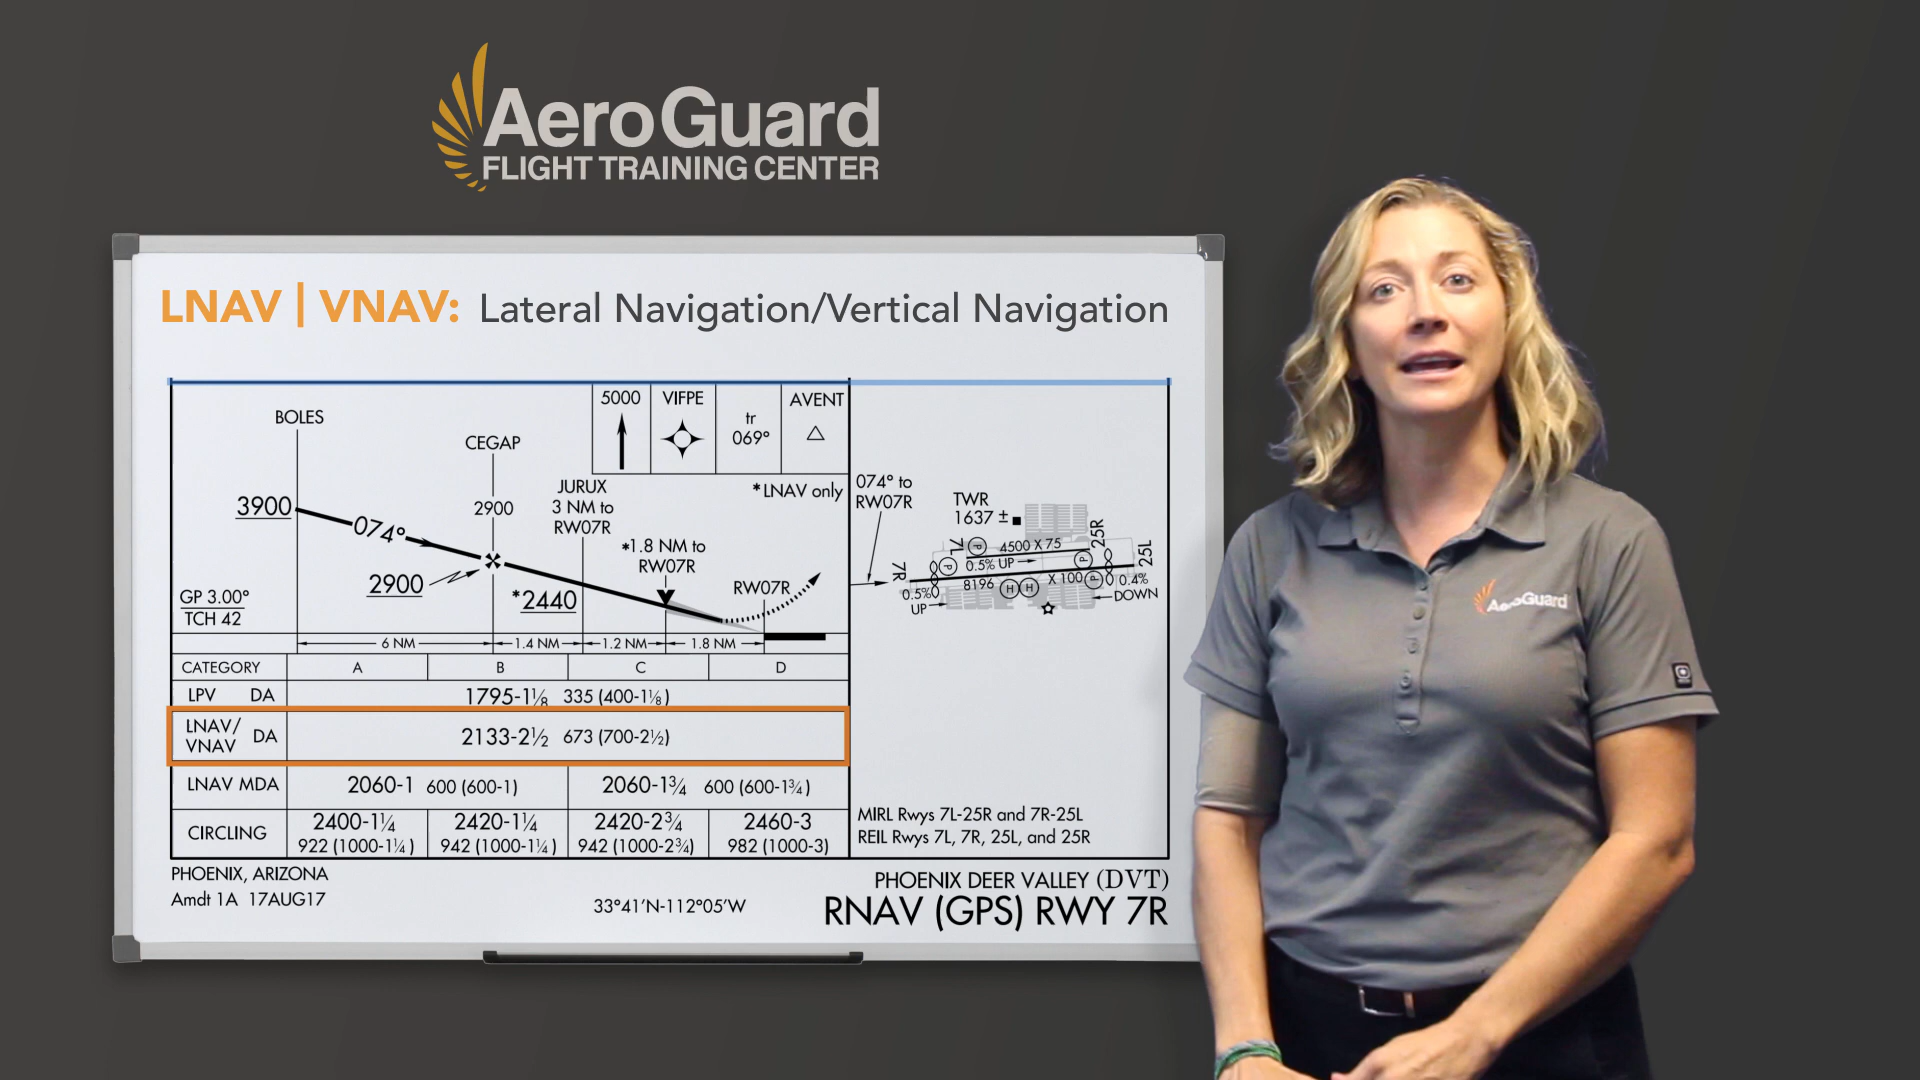 AeroGuard
FLIGHT TRAINING CENTER
LNAV | VNAV: Lateral Navigation/Vertical Navigation
BOLES
CEGAP
5000
VIFPE
tr
069°
AVENT
3900
074°
2900
JURUX
3 NM to
RW07R
*LNAV only
*1.8 NM to
RW07R
2900
*2440
RW07R
GP 3.00°
TCH 42
6 NM
1.4 NM
1.2 NM
1.8 NM
074° to
RW07R
TWR
1637 ±
7L
P
4500 X 75
25R
25L
7R
P
0.5% UP
P
8196
H
H
X 100
P
0.4%
DOWN
0.5%
UP
CATEGORY A B C D
LPV DA 1795-1⅛ 335 (400-1⅛)
LNAV/
VNAV DA 2133-2½ 673 (700-2½)
LNAV MDA 2060-1 600 (600-1) 2060-1¾ 600 (600-1¾)
CIRCLING
2400-1¼
922 (1000-1¼)
2420-1¼
942 (1000-1¼)
2420-2¾
942 (1000-2¾)
2460-3
982 (1000-3)
MIRL Rwys 7L-25R and 7R-25L
REIL Rwys 7L, 7R, 25L, and 25R
PHOENIX, ARIZONA
Amdt 1A 17AUG17
33°41'N-112°05'W
PHOENIX DEER VALLEY (DVT)
RNAV (GPS) RWY 7R
AeroGuard